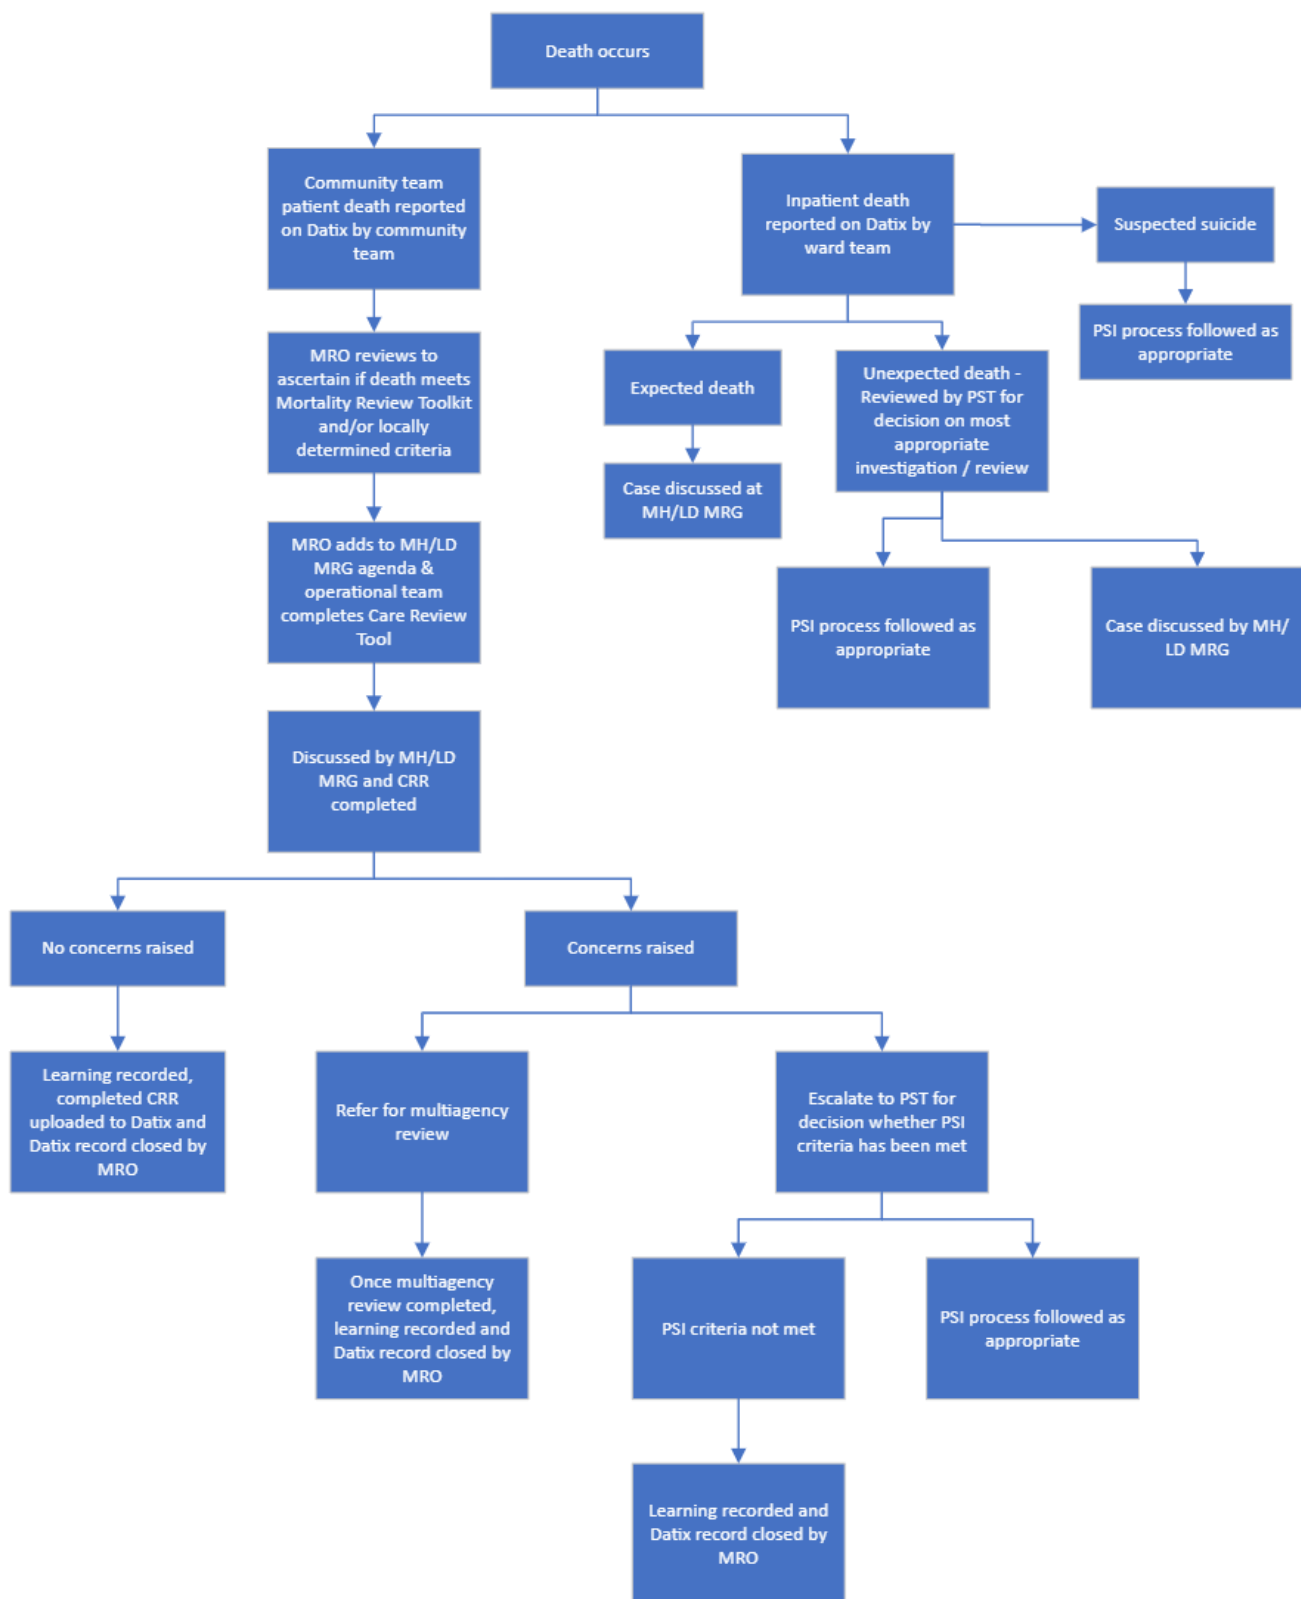 Death occurs
Community team
patient death reported
on Datix by community
team
Inpatient death
reported on Datix by
ward team
Suspected suicide
PSI process followed as
appropriate
MRO reviews to
ascertain if death meets
Mortality Review Toolkit
and/or locally
determined criteria
Expected death
Unexpected death -
Reviewed by PST for
decision on most
appropriate
investigation / review
Case discussed at
MH/LD MRG
MRO adds to MH/LD
MRG agenda &
operational team
completes Care Review
Tool
PSI process followed as
appropriate
Case discussed by MH/
LD MRG
Discussed by MH/LD
MRG and CRR
completed
No concerns raised
Concerns raised
Learning recorded,
completed CRR
uploaded to Datix and
Datix record closed by
MRO
Refer for multiagency
review
Escalate to PST for
decision whether PSI
criteria has been met
Once multiagency
review completed,
learning recorded and
Datix record closed by
MRO
PSI criteria not met
PSI process followed as
appropriate
Learning recorded and
Datix record closed by
MRO